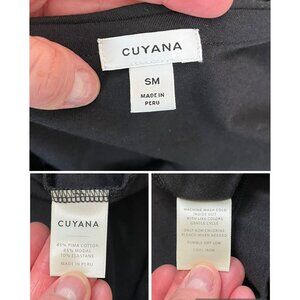 CUYANA
SM
MADE IN
PERU
CUYANA
45% PIMA COTTON
45% MODAL
10% ELASTANE
MADE IN PERU
MACHINE WASH COLD
INSIDE OUT
WITH LIKE COLORS
GENTLE CYCLE
ONLY NON-CHLORINE
BLEACH WHEN NEEDED
TUMBLE DRY LOW
COOL IRON